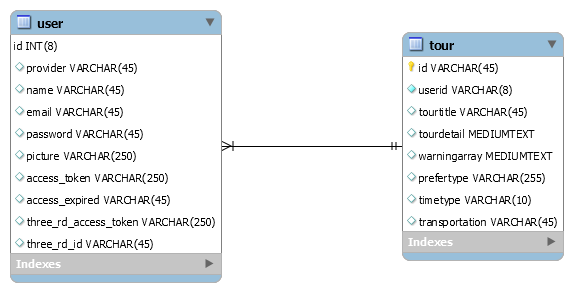 user
id INT(8)
provider VARCHAR(45)
name VARCHAR(45)
email VARCHAR(45)
password VARCHAR(45)
picture VARCHAR(250)
access_token VARCHAR(250)
access_expired VARCHAR(45)
three_rd_access_token VARCHAR(250)
three_rd_id VARCHAR(45)
Indexes
tour
id VARCHAR(45)
userid VARCHAR(8)
tourtitle VARCHAR(45)
tourdetail MEDIUMTEXT
warningarray MEDIUMTEXT
prefertype VARCHAR(255)
timetype VARCHAR(10)
transportation VARCHAR(45)
Indexes